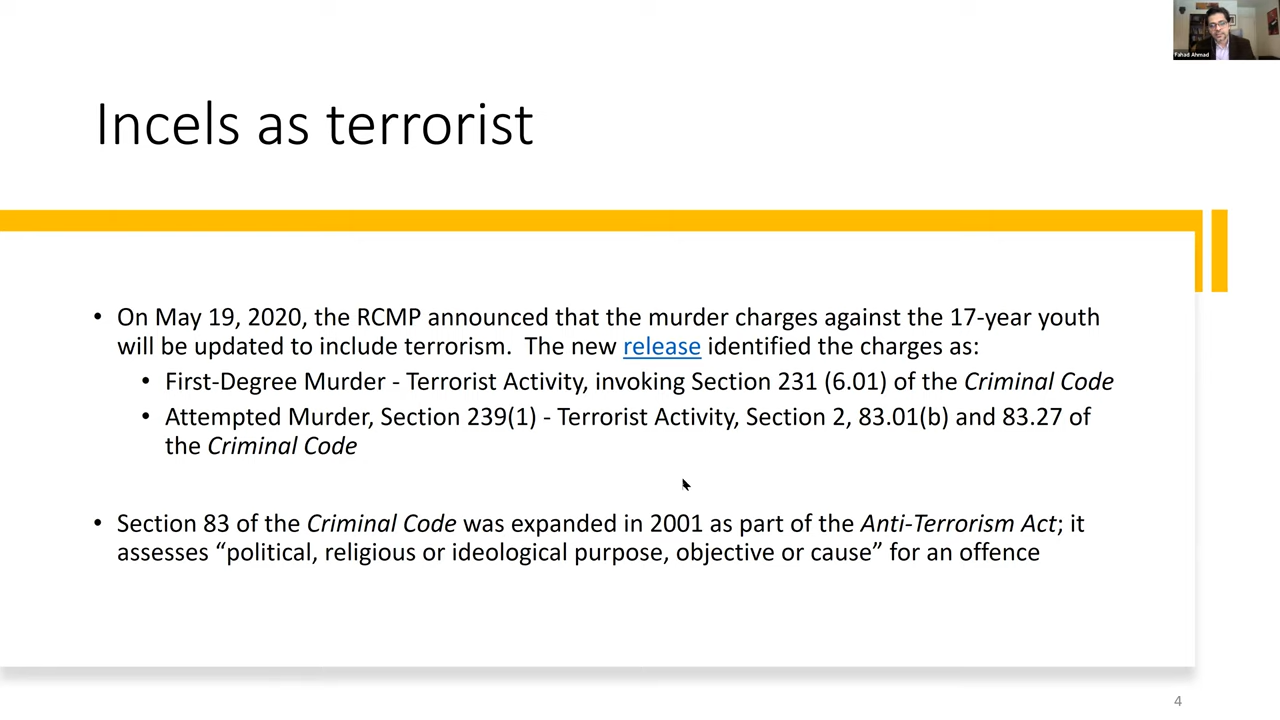 Fahad Ahmad
Incels as terrorist
• On May 19, 2020, the RCMP announced that the murder charges against the 17-year youth
will be updated to include terrorism.  The new release identified the charges as:
• First-Degree Murder - Terrorist Activity, invoking Section 231 (6.01) of the Criminal Code
• Attempted Murder, Section 239(1) - Terrorist Activity, Section 2, 83.01(b) and 83.27 of
the Criminal Code
• Section 83 of the Criminal Code was expanded in 2001 as part of the Anti-Terrorism Act; it
assesses “political, religious or ideological purpose, objective or cause” for an offence
4